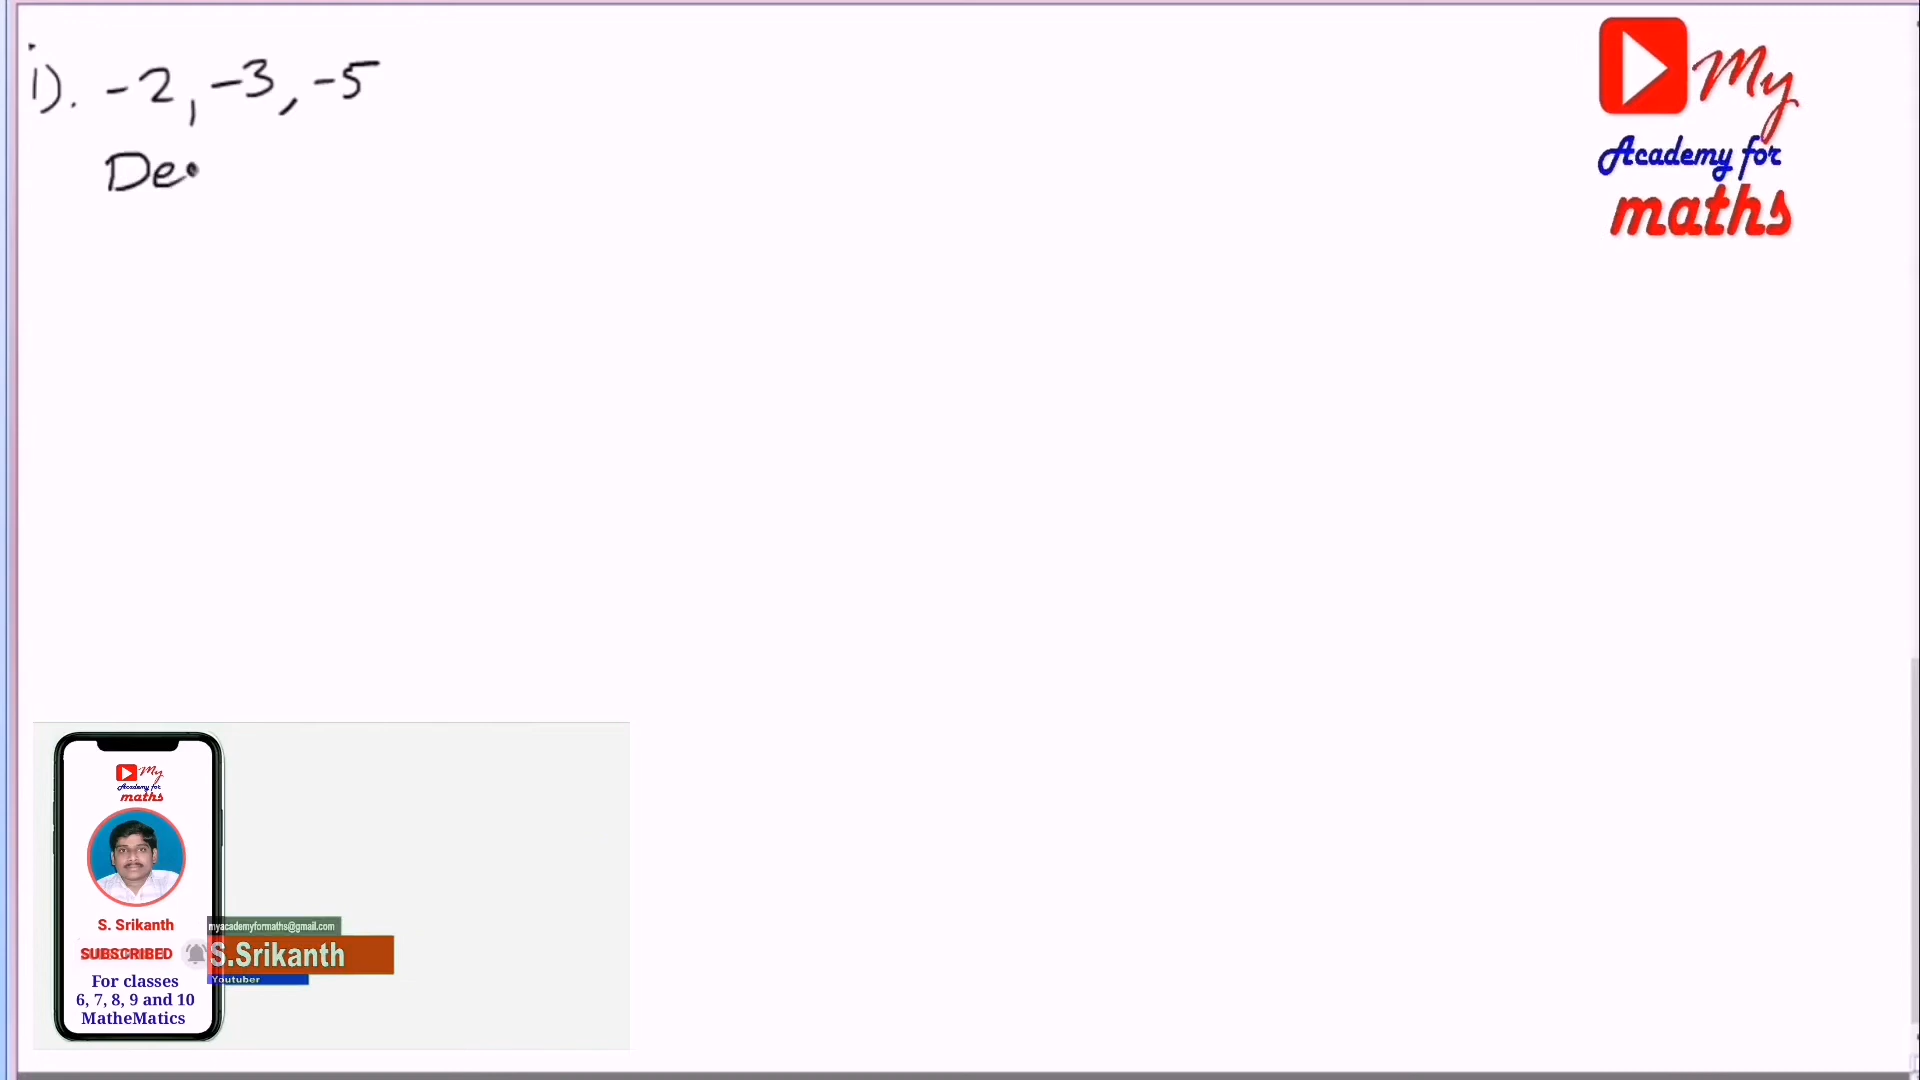 i). -2, -3, -5
De
My
Academy for
maths
My
Academy for
maths
S. Srikanth
SUBSCRIBED
For classes
6, 7, 8, 9 and 10
MatheMatics
myacademyformaths@gmail.com
S.Srikanth
Youtuber